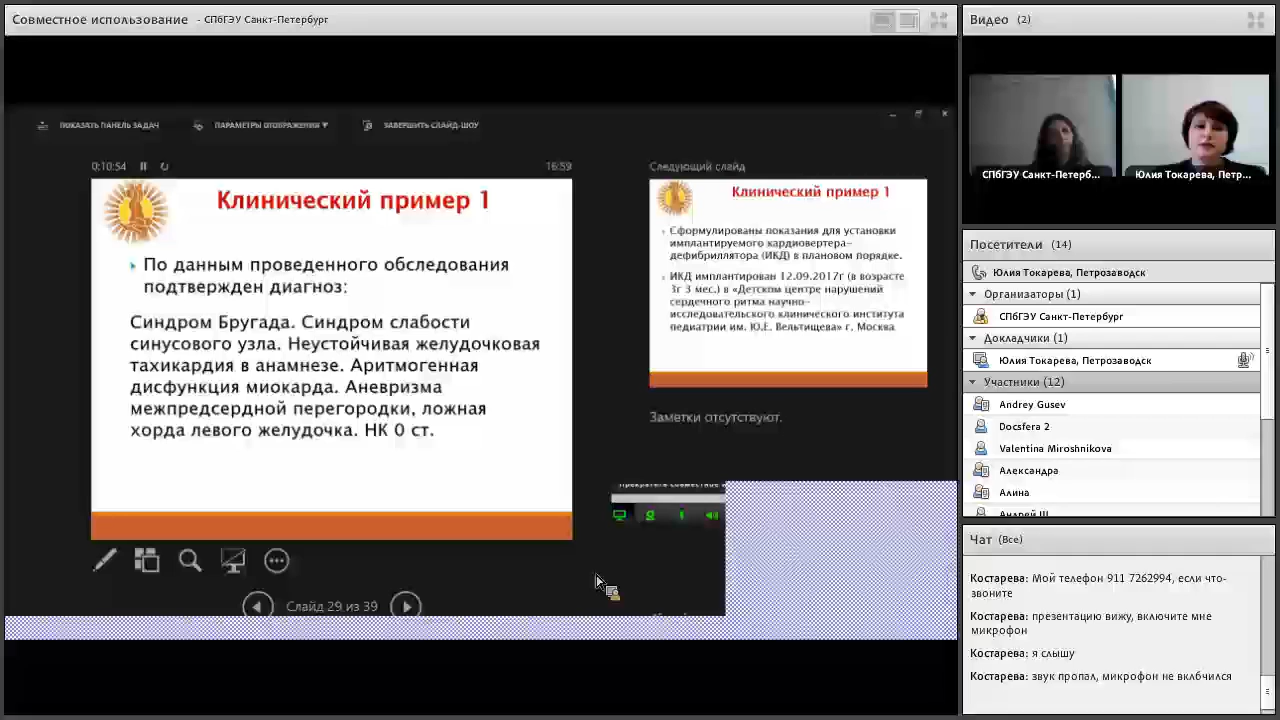 Совместное использование - СПбГЭУ Санкт-Петербург
ПОКАЗАТЬ ПАНЕЛЬ ЗАДАЧ
ПАРАМЕТРЫ ОТОБРАЖЕНИЯ ▼
ЗАВЕРШИТЬ СЛАЙД-ШОУ
0:10:54
16:59
Клинический пример 1
По данным проведенного обследования
подтвержден диагноз:
Синдром Бругада. Синдром слабости
синусового узла. Неустойчивая желудочковая
тахикардия в анамнезе. Аритмогенная
дисфункция миокарда. Аневризма
межпредсердной перегородки, ложная
хорда левого желудочка. НК 0 ст.
Слайд 29 из 39
Следующий слайд
Клинический пример 1
Сформулированы показания для установки
имплантируемого кардиовертера-
дефибриллятора (ИКД) в плановом порядке.
ИКД имплантирован 12.09.2017г (в возрасте
3г 3 мес.) в «Детском центре нарушений
сердечного ритма научно-
исследовательского клинического института
педиатрии им. Ю.Е. Вельтищева» г. Москва
Заметки отсутствуют.
Видео (2)
СПбГЭУ Санкт-Петерб...
Юлия Токарева, Петр...
Посетители (14)
Юлия Токарева, Петрозаводск
Организаторы (1)
СПбГЭУ Санкт-Петербург
Докладчики (1)
Юлия Токарева, Петрозаводск
Участники (12)
Andrey Gusev
Docsfera 2
Valentina Miroshnikova
Александра
Алина
Андрей Ш
Чат (Все)
Костарева: Мой телефон 911 7262994, если что-
звоните
Костарева: презентацию вижу, включите мне
микрофон
Костарева: я слышу
Костарева: звук пропал, микрофон не вклбчился